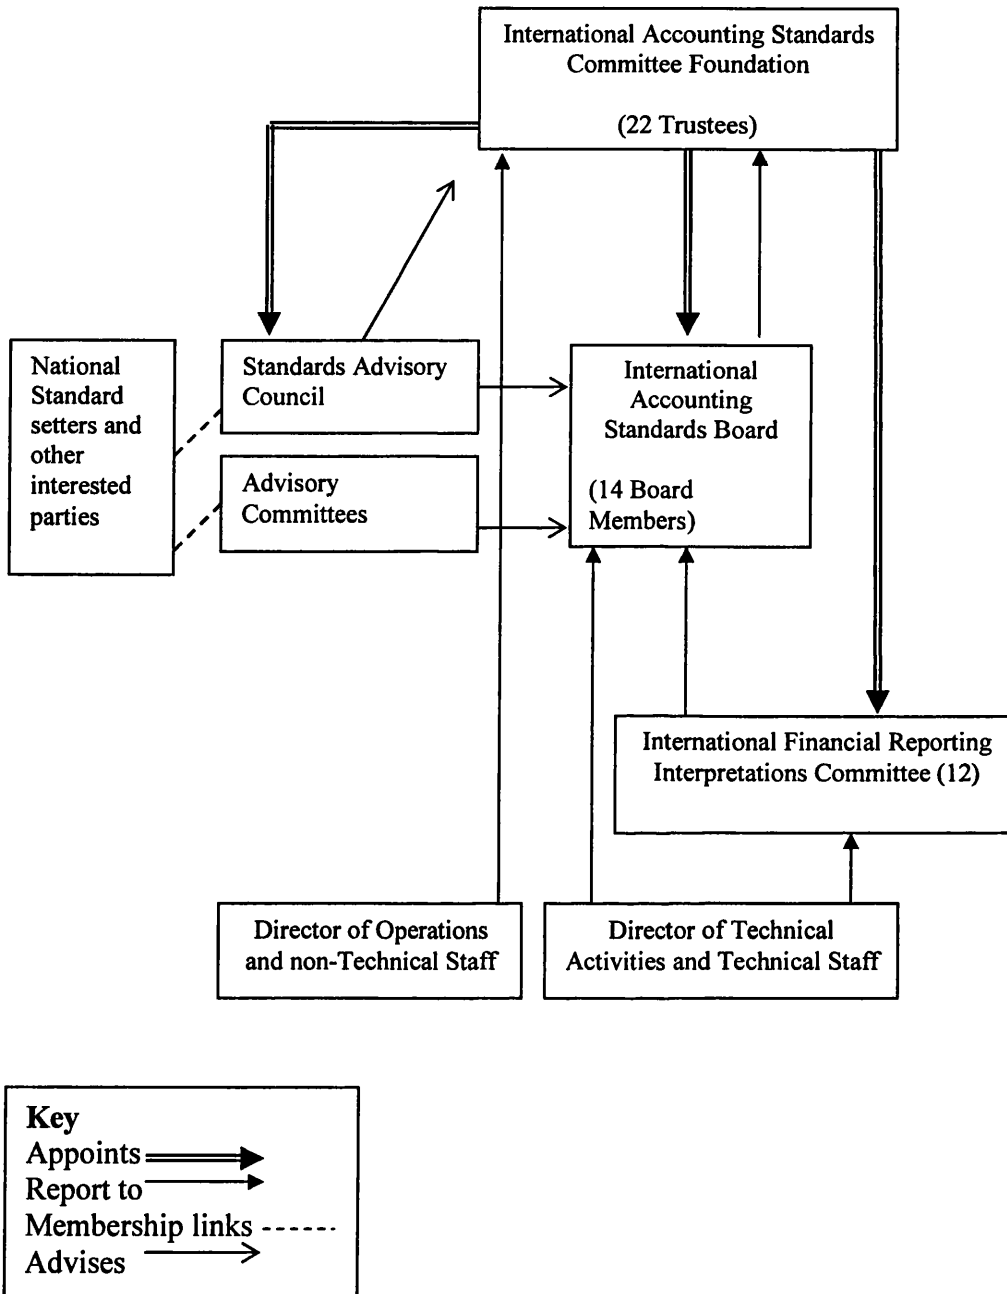 International Accounting Standards
Committee Foundation
(22 Trustees)
National
Standard
setters and
other
interested
parties
Standards Advisory
Council
Advisory
Committees
International
Accounting
Standards Board
(14 Board
Members)
International Financial Reporting
Interpretations Committee (12)
Director of Operations
and non-Technical Staff
Director of Technical
Activities and Technical Staff
Key
Appoints
Report to
Membership links
Advises